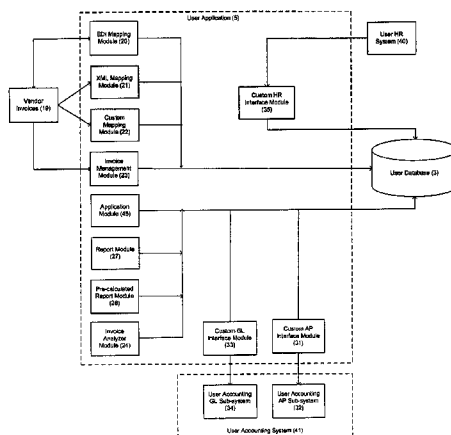 User Application (5)
EDI Mapping
Module (20)
User HR
System (40)
XML Mapping
Module (21)
Vendor
Invoices (19)
Custom HR
Interface Module
(35)
Custom
Mapping Module
(22)
Invoice
Management
Module (23)
User Database (3)
Application
Module (45)
Report Module
(27)
Pre-calculated
Report Module
(28)
Invoice
Analyzer
Module (24)
Custom GL
Interface Module
(33)
Custom AP
Interface Module
(31)
User Accounting
GL Sub-system
(34)
User Accounting
AP Sub-system
(32)
User Accounting System (41)